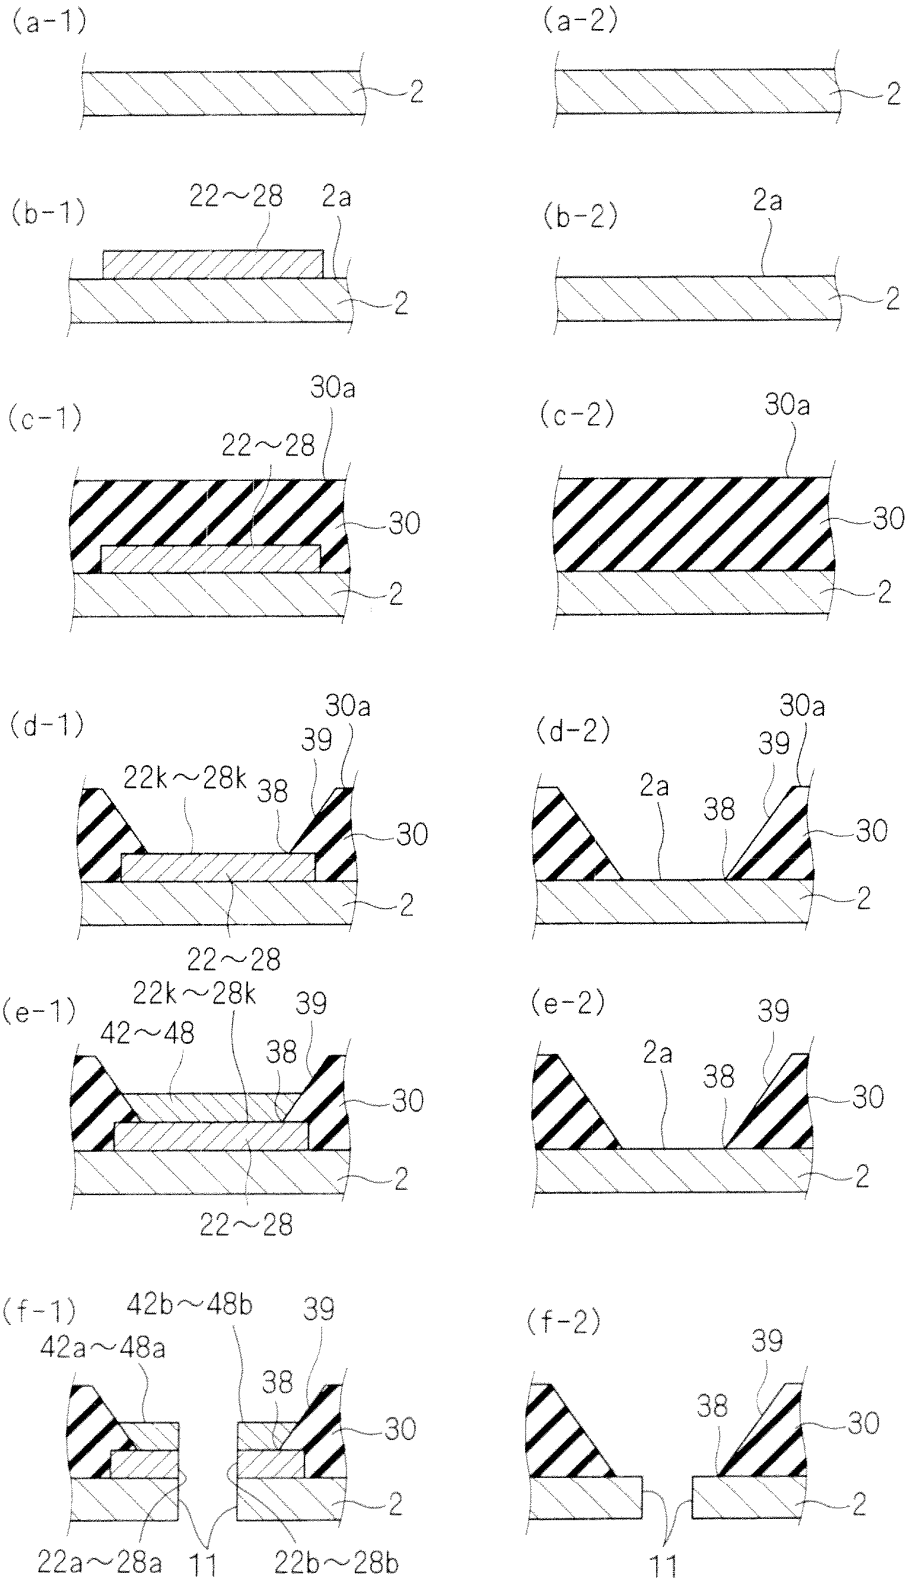 (a-1)
2
(a-2)
2
(b-1)
22～28
2a
2
(b-2)
2a
2
(c-1)
30a
22～28
30
2
(c-2)
30a
30
2
(d-1)
30a
39
22k～28k
38
30
2
22～28
(d-2)
30a
39
2a
38
30
2
(e-1)
22k～28k
39
42～48
38
30
2
22～28
(e-2)
39
2a
38
30
2
(f-1)
42b～48b
39
42a～48a
38
30
2
22a～28a
11
22b～28b
(f-2)
39
38
30
2
11